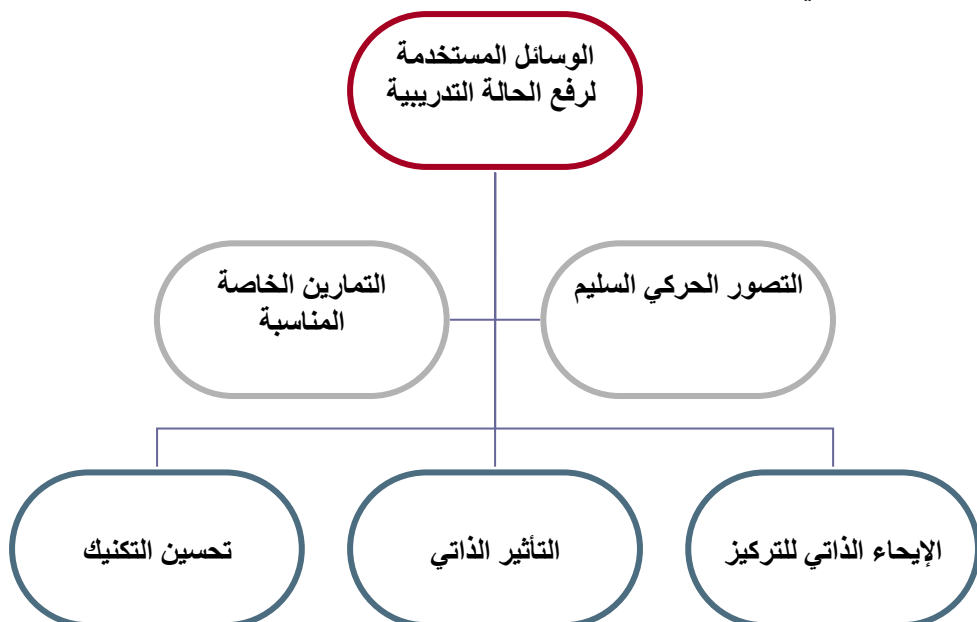 الوسائل المستخدمة
لرفع الحالة التدريبية
التصور الحركي السليم
التمارين الخاصة
المناسبة
الإيحاء الذاتي للتركيز
التأثير الذاتي
تحسين التكنيك